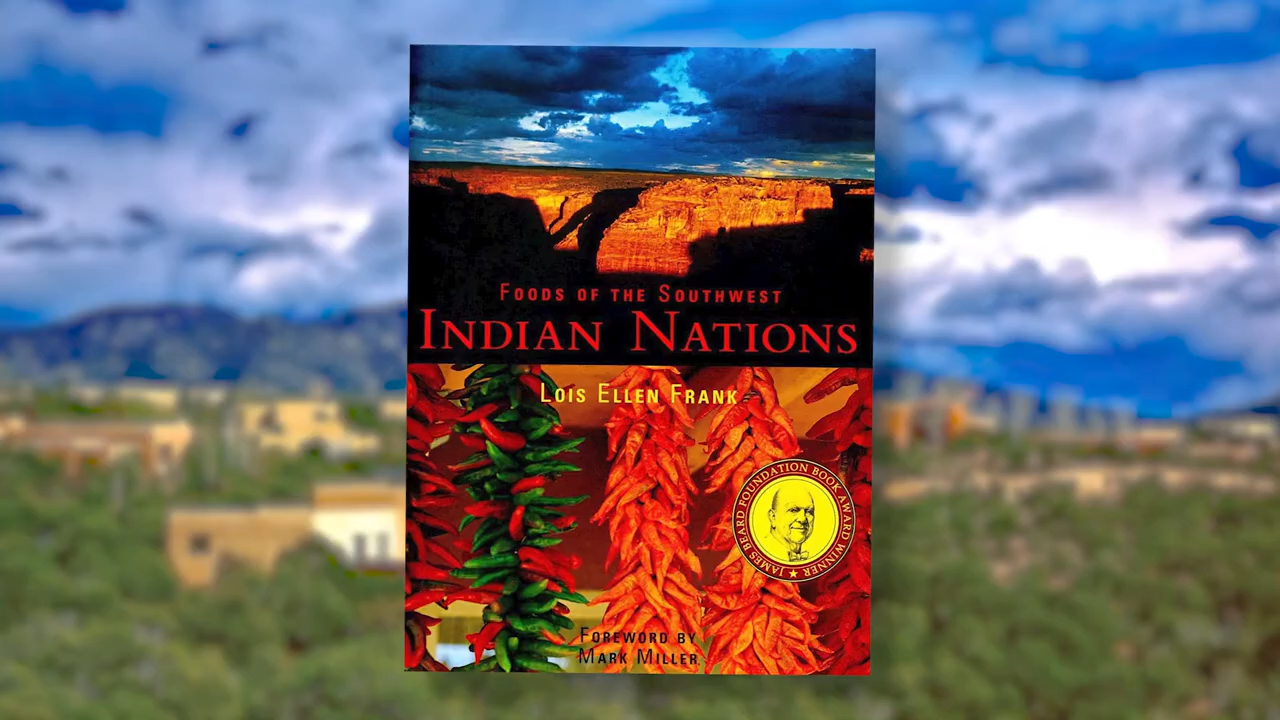 Foods of the Southwest
Indian Nations
Lois Ellen Frank
JAMES BEARD FOUNDATION BOOK AWARD WINNER ★
Foreword by
Mark Miller